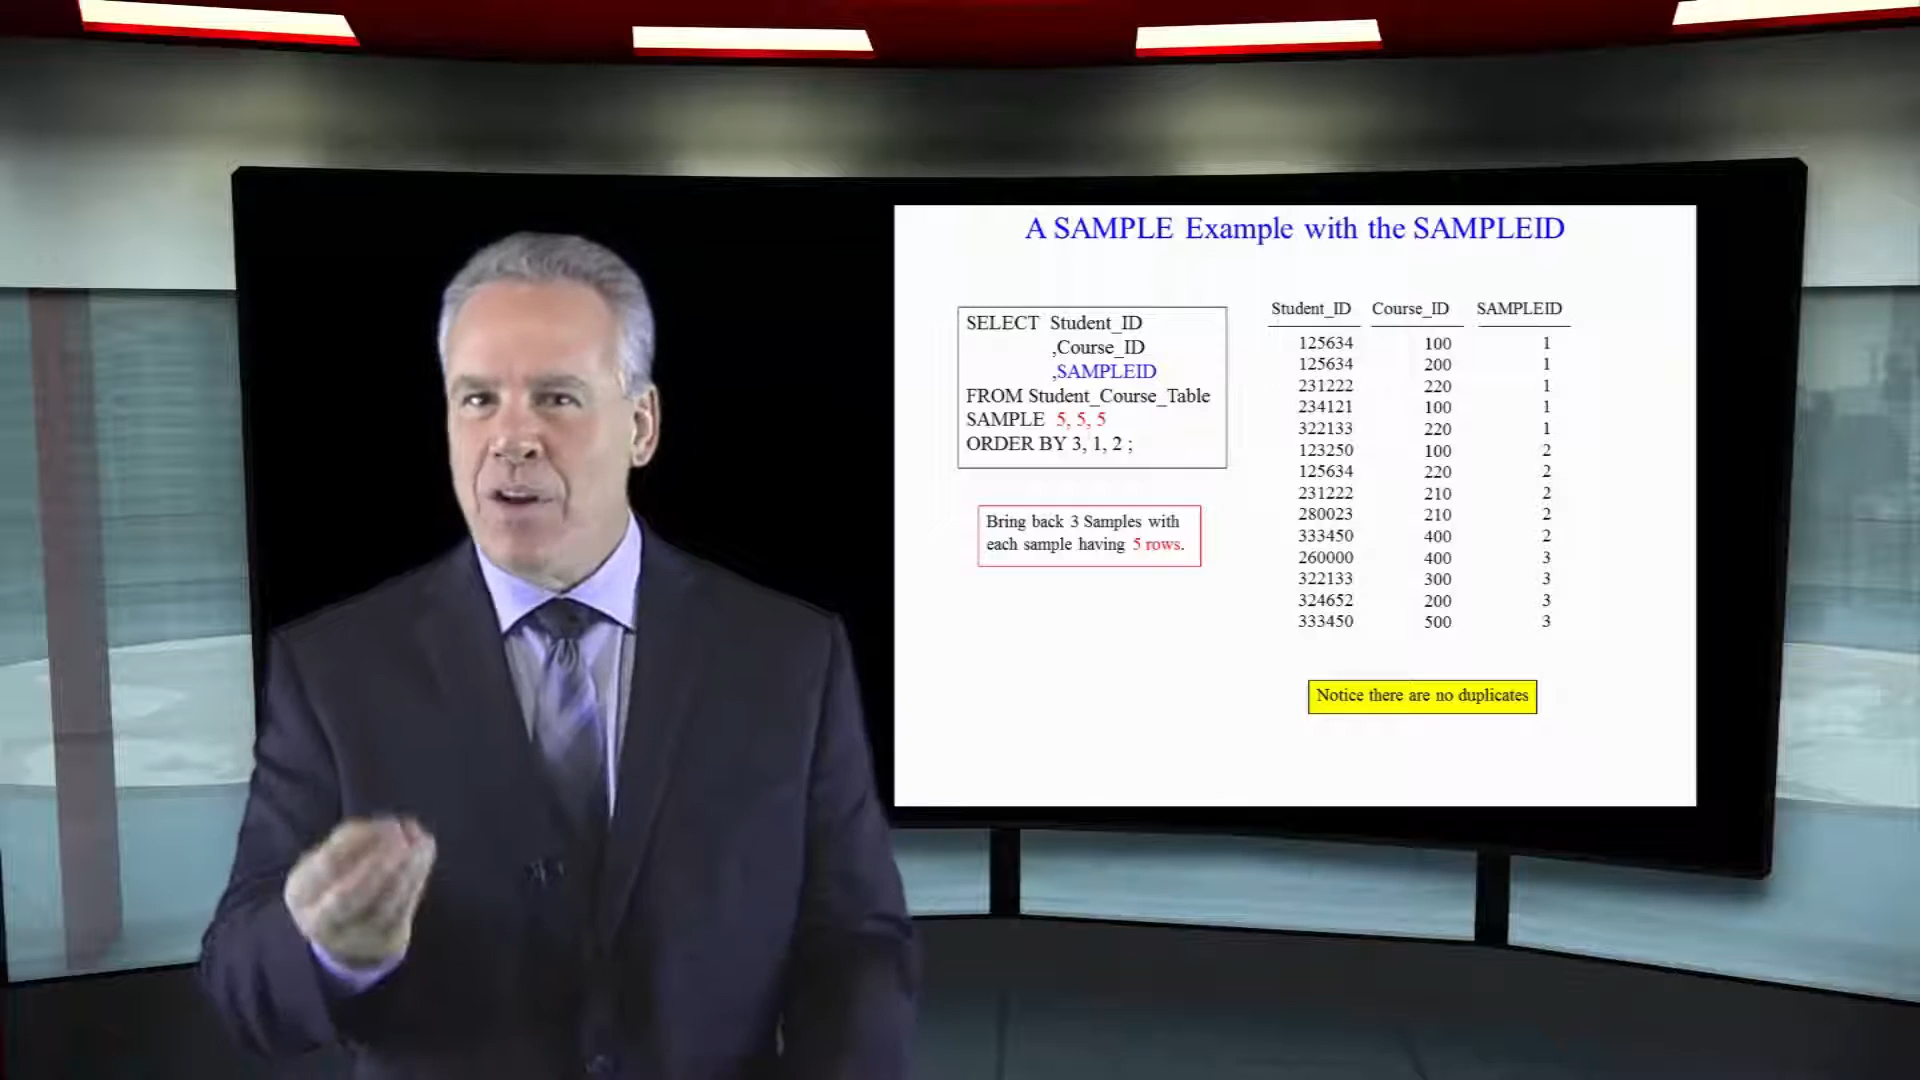 A SAMPLE Example with the SAMPLEID
SELECT Student_ID
,Course_ID
,SAMPLEID
FROM Student_Course_Table
SAMPLE 5, 5, 5
ORDER BY 3, 1, 2 ;
Bring back 3 Samples with
each sample having 5 rows.
Student_ID Course_ID SAMPLEID
125634 100 1
125634 200 1
231222 220 1
234121 100 1
322133 220 1
123250 100 2
125634 220 2
231222 210 2
280023 210 2
333450 400 2
260000 400 3
322133 300 3
324652 200 3
333450 500 3
Notice there are no duplicates